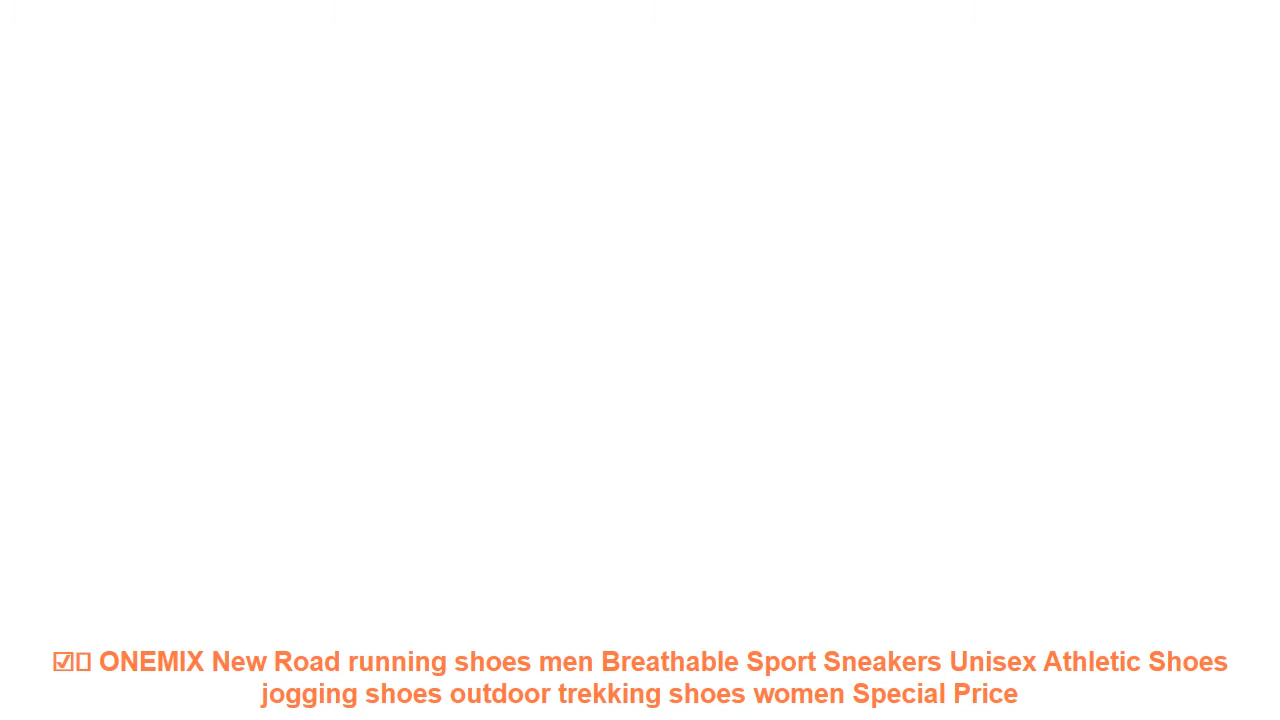 ☑▯ ONEMIX New Road running shoes men Breathable Sport Sneakers Unisex Athletic Shoes
jogging shoes outdoor trekking shoes women Special Price